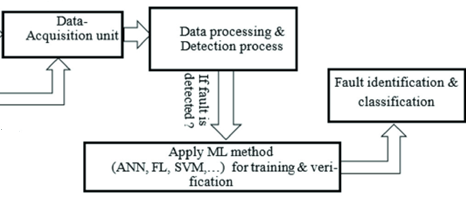 Data-
Acquisition unit
Data processing &
Detection process
If fault is
detected ?
Fault identification &
classification
Apply ML method
(ANN, FL, SVM,…) for training & veri-
fication